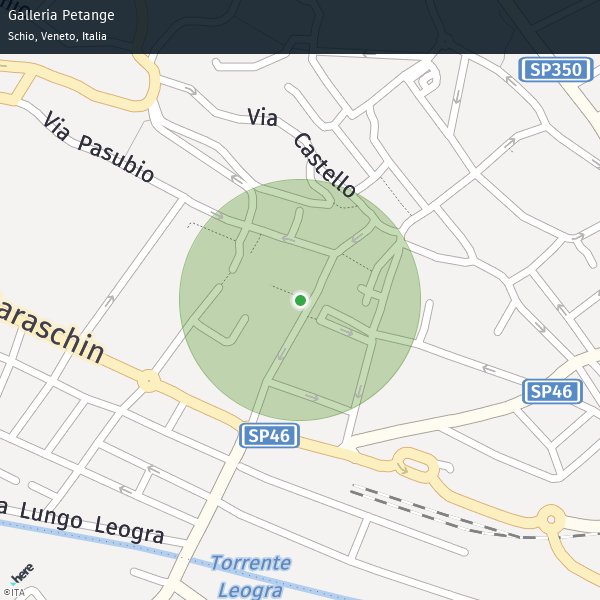 Galleria Petange
Schio, Veneto, Italia
SP350
Via Pasubio
Via Castello
araschin
SP46
SP46
a Lungo Leogra
Torrente
Leogra
here
©ITA